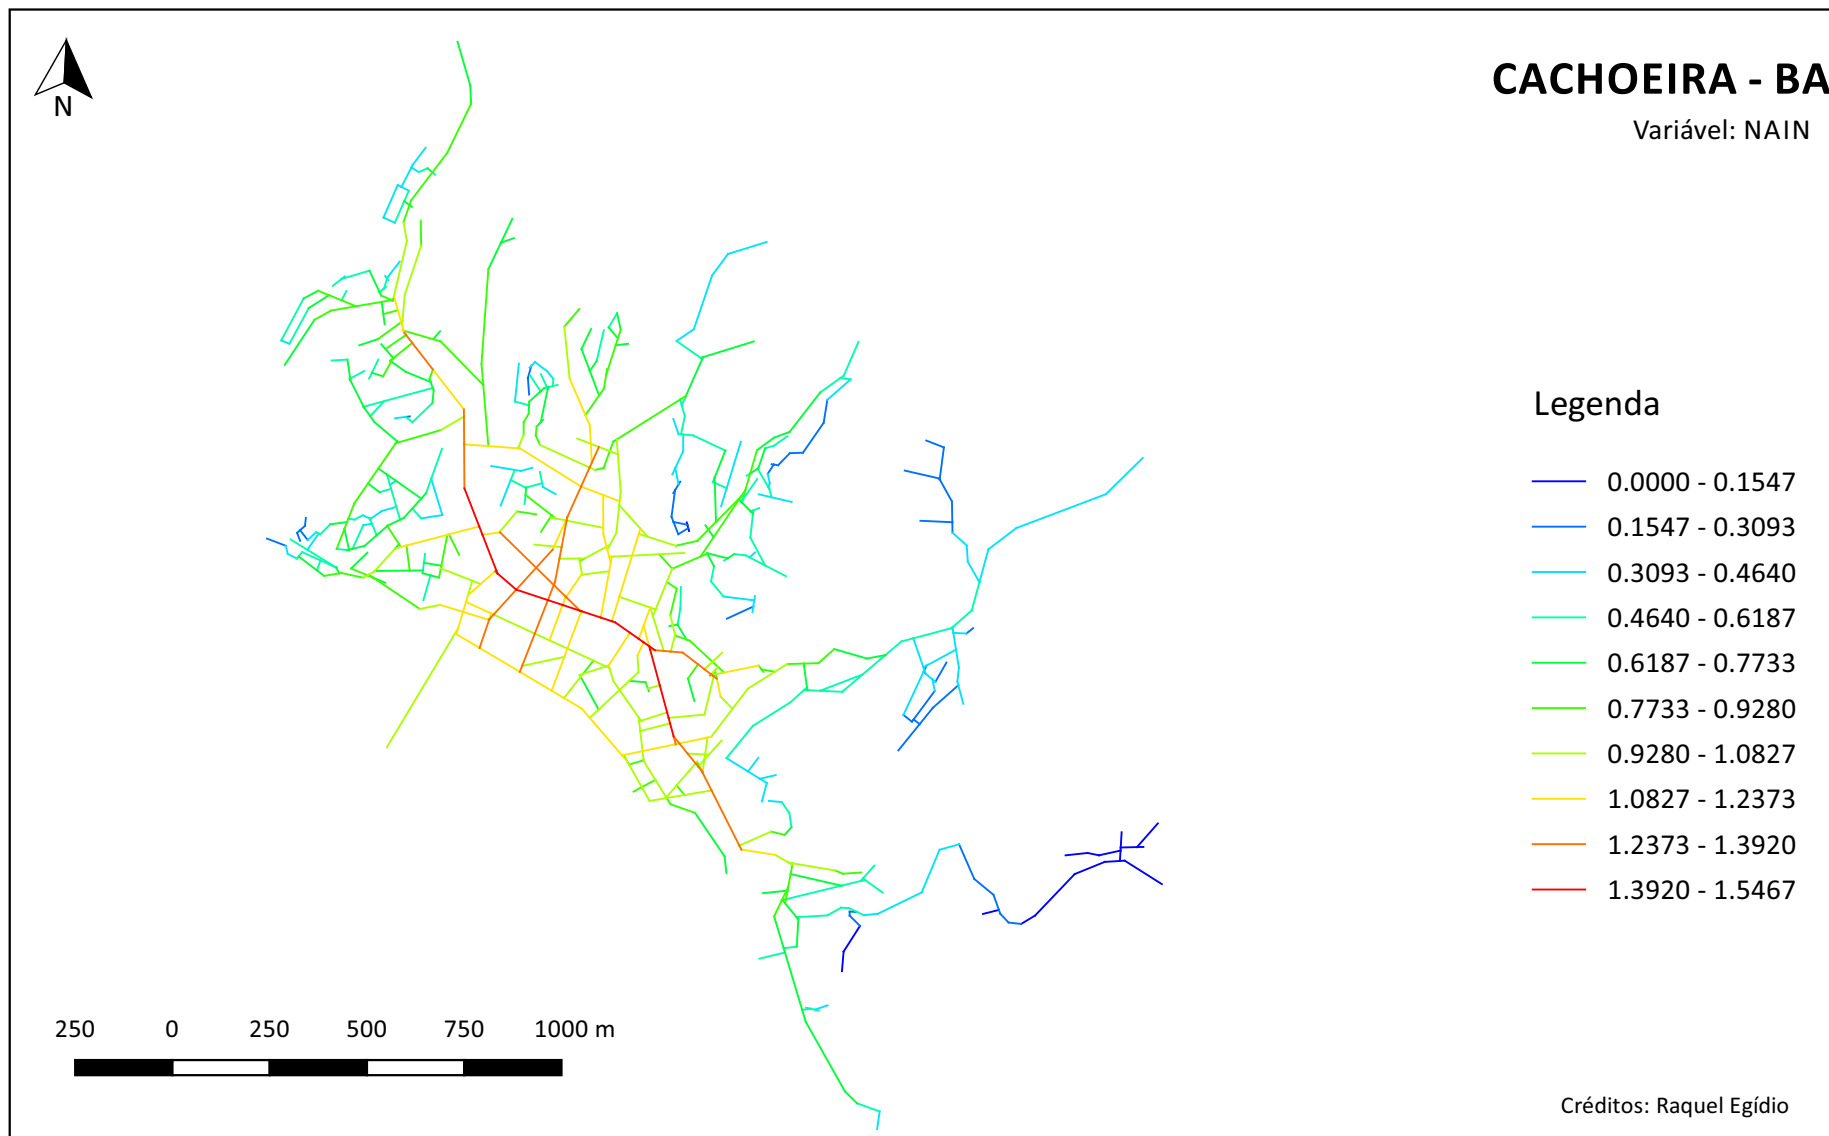 N
CACHOEIRA - BA
Variável: NAIN
Legenda
0.0000 - 0.1547
0.1547 - 0.3093
0.3093 - 0.4640
0.4640 - 0.6187
0.6187 - 0.7733
0.7733 - 0.9280
0.9280 - 1.0827
1.0827 - 1.2373
1.2373 - 1.3920
1.3920 - 1.5467
250 0 250 500 750 1000 m
Créditos: Raquel Egídio